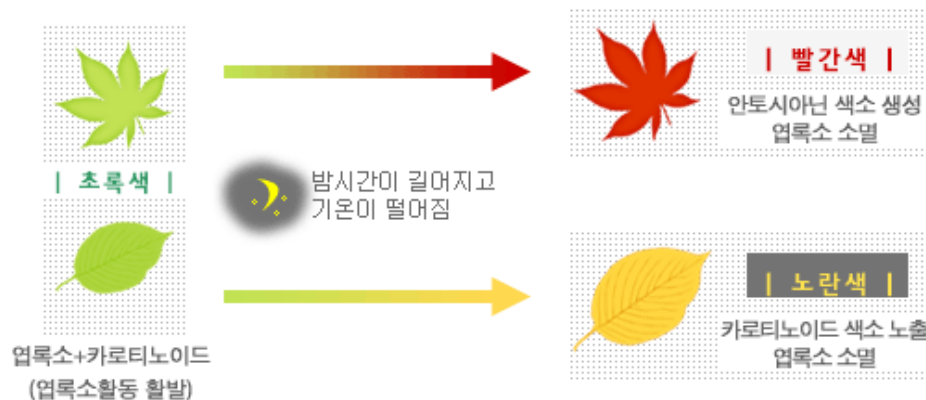 | 초록색 |
엽록소+카로티노이드
(엽록소활동 활발)
밤시간이 길어지고
기온이 떨어짐
| 빨간색 |
안토시아닌 색소 생성
엽록소 소멸
| 노란색 |
카로티노이드 색소 노출
엽록소 소멸